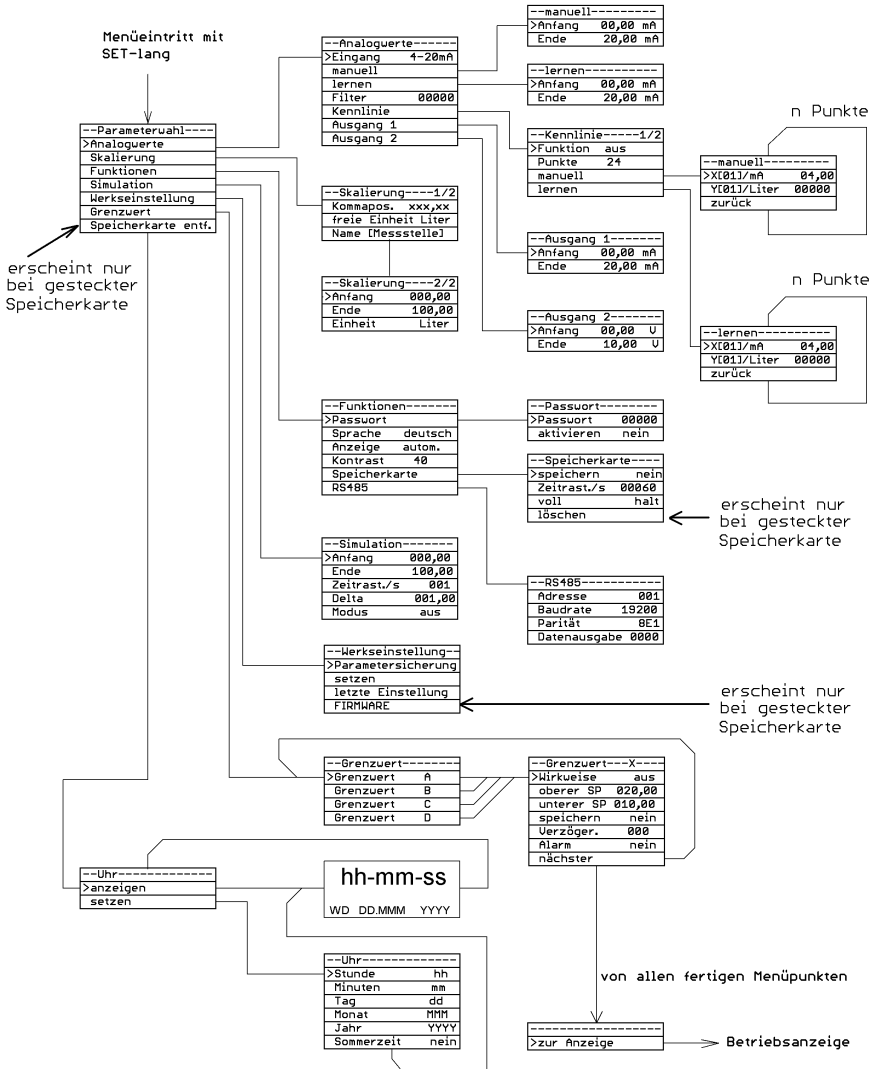 Menüeintritt mit
SET-lang
--Parameterwahl----
>Analogwerte
Skalierung
Funktionen
Simulation
Werkseinstellung
Grenzwert
Speicherkarte entf.
erscheint nur
bei gesteckter
Speicherkarte
--Analogwerte------
>Eingang 4-20mA
manuell
lernen
Filter 00000
Kennlinie
Ausgang 1
Ausgang 2
--manuell----------
>Anfang 00,00 mA
Ende 20,00 mA
--lernen-----------
>Anfang 00,00 mA
Ende 20,00 mA
--Kennlinie-----1/2
>Funktion aus
Punkte 24
manuell
lernen
n Punkte
--manuell----------
>X[01]/mA 04,00
Y[01]/Liter 00000
zurück
--Skalierung----1/2
Kommapos. xxx,xx
freie Einheit Liter
Name [Messstelle]
--Skalierung----2/2
>Anfang 000,00
Ende 100,00
Einheit Liter
--Ausgang 1--------
>Anfang 00,00 mA
Ende 20,00 mA
--Ausgang 2--------
>Anfang 00,00 V
Ende 10,00 V
n Punkte
--lernen-----------
>X[01]/mA 04,00
Y[01]/Liter 00000
zurück
--Funktionen-------
>Passwort
Sprache deutsch
Anzeige autom.
Kontrast 40
Speicherkarte
RS485
--Passwort---------
>Passwort 00000
aktivieren nein
--Speicherkarte----
>speichern nein
Zeitrast./s 00060
voll halt
löschen
erscheint nur
bei gesteckter
Speicherkarte
--Simulation-------
>Anfang 000,00
Ende 100,00
Zeitrast./s 001
Delta 001,00
Modus aus
--RS485------------
Adresse 001
Baudrate 19200
Parität 8E1
Datenausgabe 0000
--Werkseinstellung--
>Parametersicherung
setzen
letzte Einstellung
FIRMWARE
erscheint nur
bei gesteckter
Speicherkarte
--Grenzwert--------
>Grenzwert A
Grenzwert B
Grenzwert C
Grenzwert D
--Grenzwert---X----
>Wirkweise aus
oberer SP 020,00
unterer SP 010,00
speichern nein
Verzöger. 000
Alarm nein
nächster
--Uhr--------------
>anzeigen
setzen
hh-mm-ss
WD DD.MMM YYYY
--Uhr--------------
>Stunde hh
Minuten mm
Tag dd
Monat MMM
Jahr YYYY
Sommerzeit nein
von allen fertigen Menüpunkten
-------------------
>zur Anzeige
Betriebsanzeige